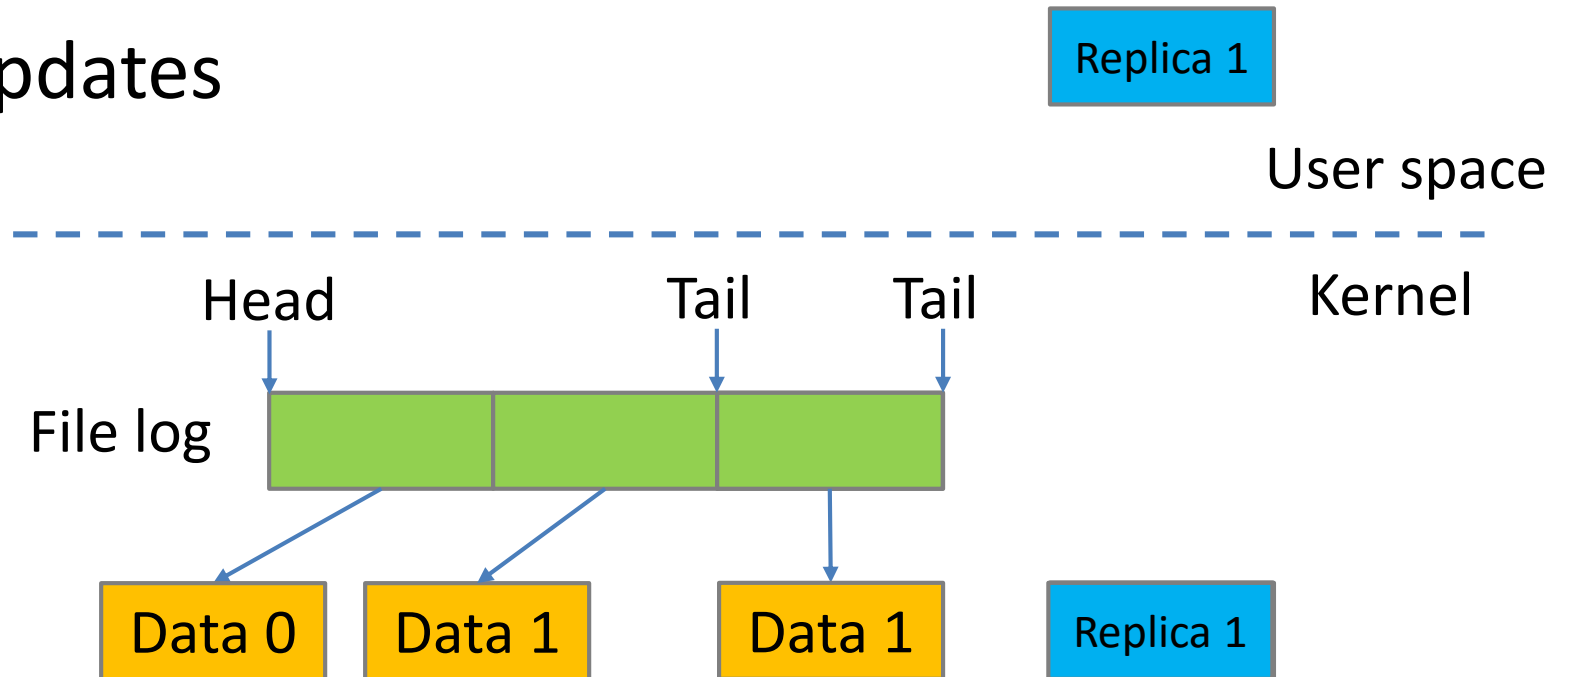 pdates
Replica 1
User space
Head
Tail
Tail
Kernel
File log
Data 0
Data 1
Data 1
Replica 1